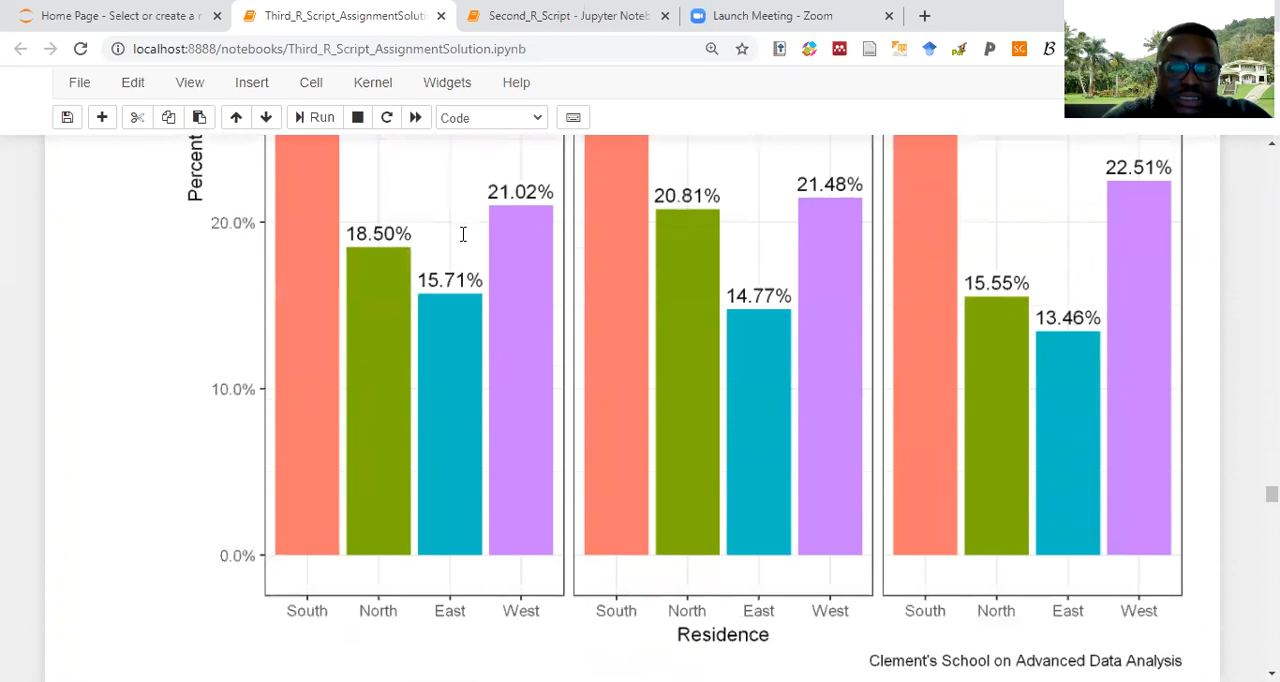 Home Page - Select or create a n
Third_R_Script_AssignmentSoluti
Second_R_Script - Jupyter Noteb
Launch Meeting - Zoom
localhost:8888/notebooks/Third_R_Script_AssignmentSolution.ipynb
File Edit View Insert Cell Kernel Widgets Help
Run Code
Percent
20.0%
10.0%
0.0%
18.50% 15.71% 21.02%
20.81% 14.77% 21.48%
15.55% 13.46% 22.51%
South North East West South North East West South North East West
Residence
Clement's School on Advanced Data Analysis